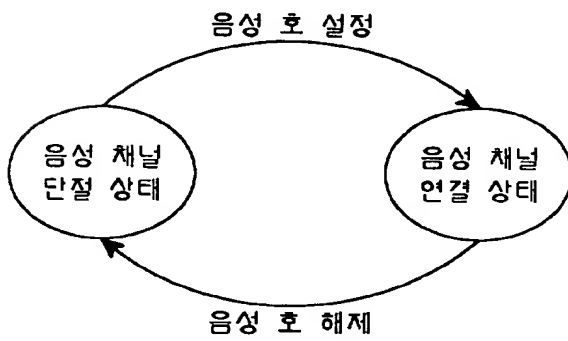 음성 호 설정
음성 채널
단절 상태
음성 채널
연결 상태
음성 호 해제